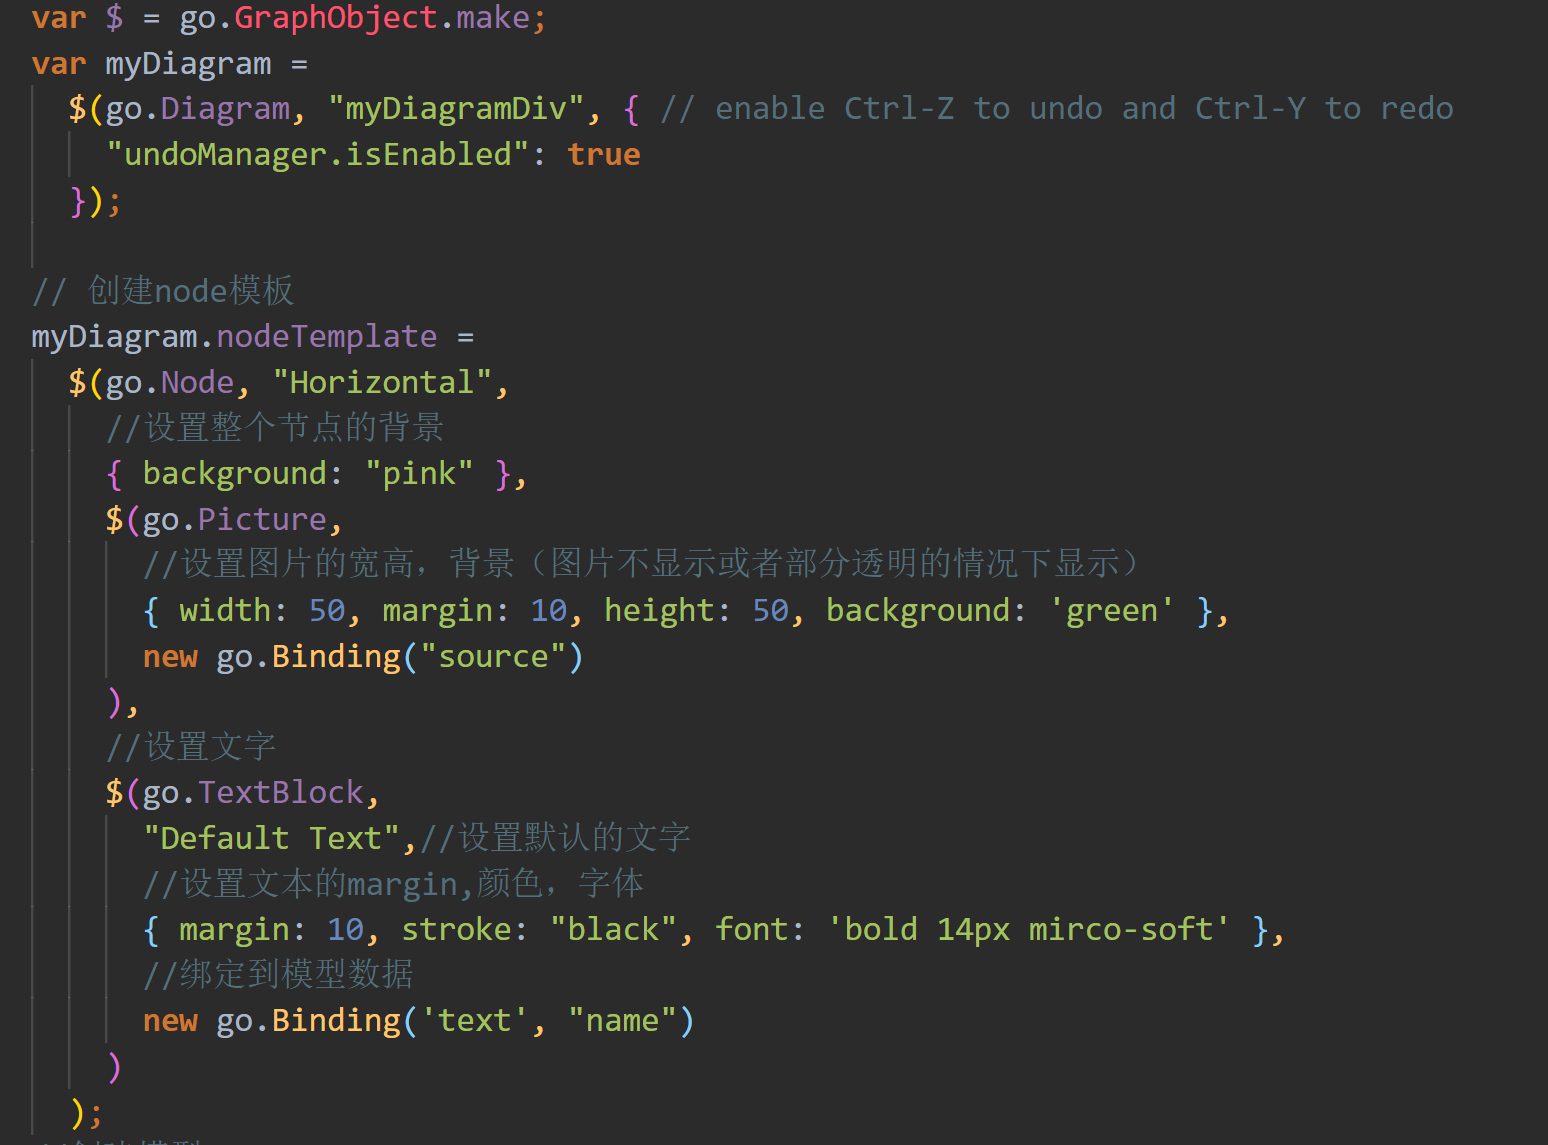 var $ = go.GraphObject.make;
var myDiagram =
$(go.Diagram, "myDiagramDiv", { // enable Ctrl-Z to undo and Ctrl-Y to redo
"undoManager.isEnabled": true
});
// 创建node模板
myDiagram.nodeTemplate =
$(go.Node, "Horizontal",
//设置整个节点的背景
{ background: "pink" },
$(go.Picture,
//设置图片的宽高，背景（图片不显示或者部分透明的情况下显示）
{ width: 50, margin: 10, height: 50, background: 'green' },
new go.Binding("source")
),
//设置文字
$(go.TextBlock,
"Default Text",//设置默认的文字
//设置文本的margin,颜色，字体
{ margin: 10, stroke: "black", font: 'bold 14px mirco-soft' },
//绑定到模型数据
new go.Binding('text', "name")
)
);